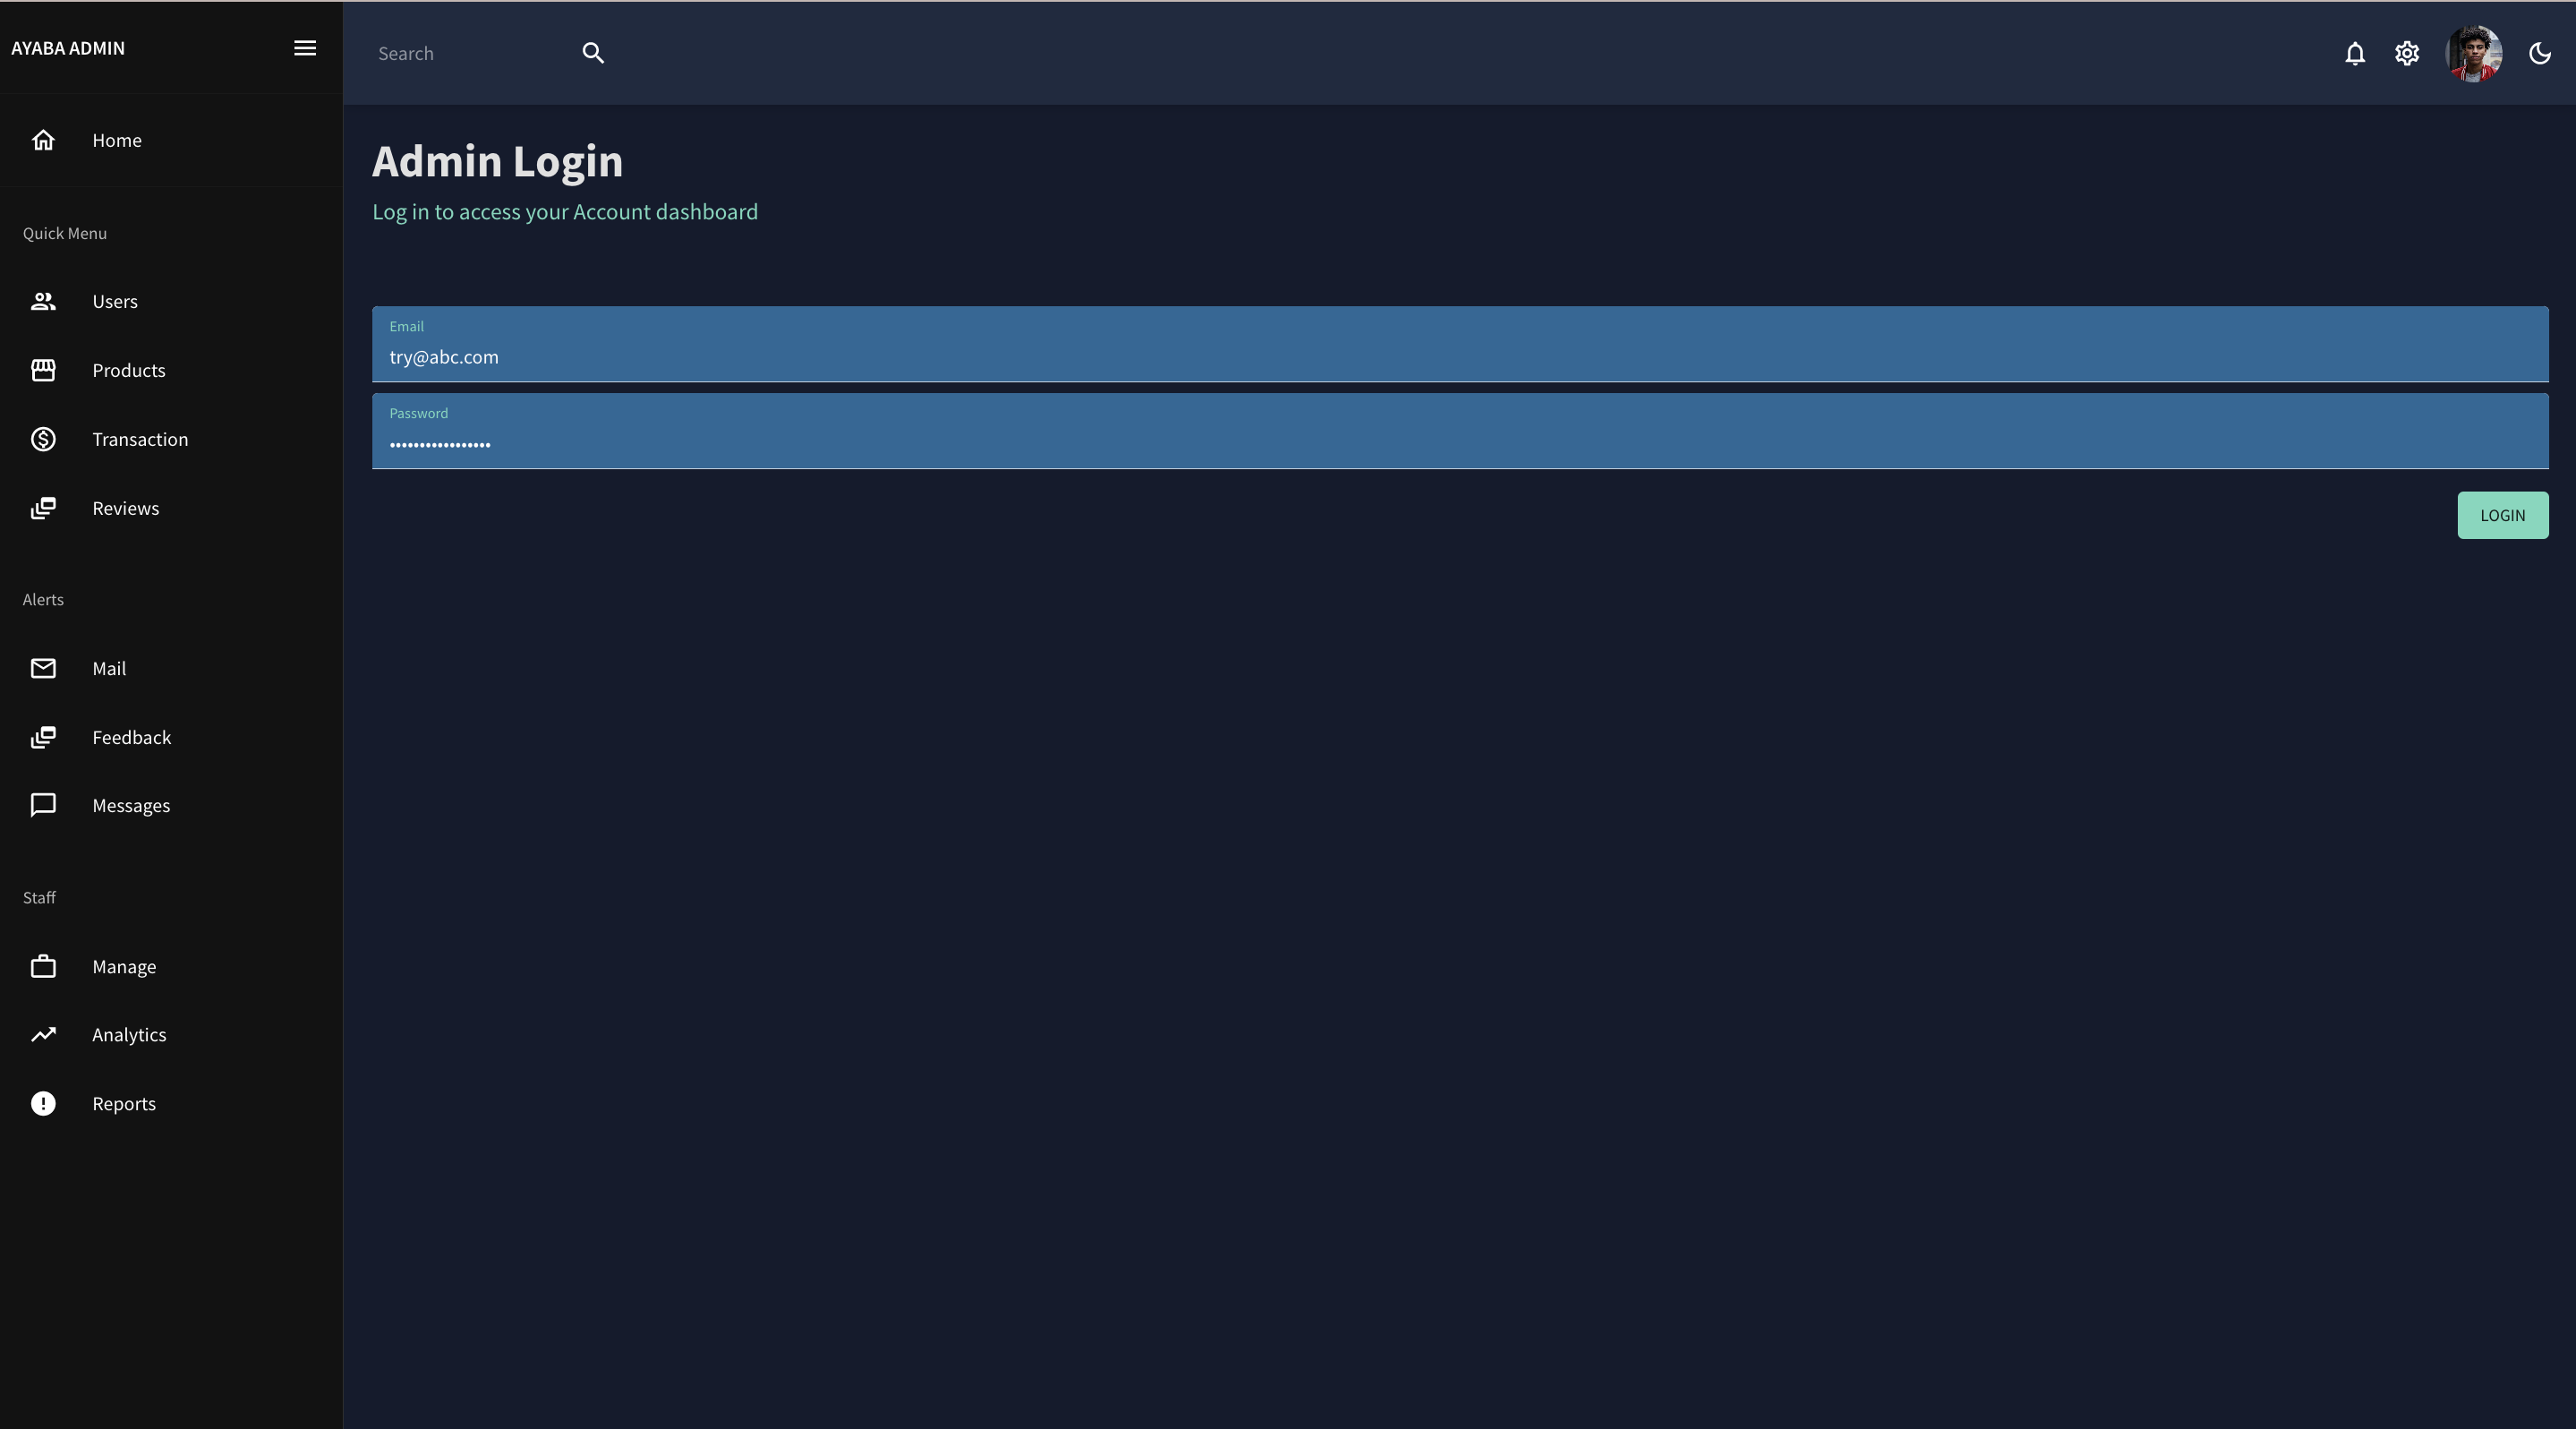 AYABA ADMIN
Home
Quick Menu
Users
Products
Transaction
Reviews
Alerts
Mail
Feedback
Messages
Staff
Manage
Analytics
Reports
Search
Admin Login
Log in to access your Account dashboard
Email
try@abc.com
Password
•••••••••••••••••
LOGIN